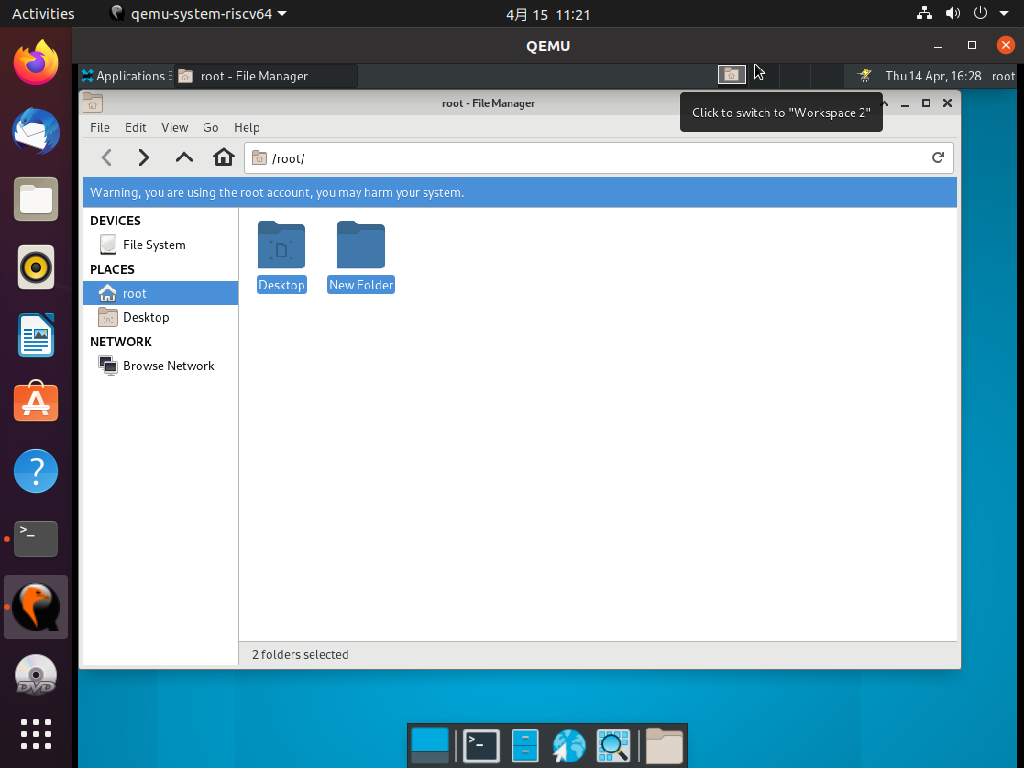 Activities
qemu-system-riscv64
4月 15 11:21
QEMU
Applications
root - File Manager
Thu 14 Apr, 16:28
root
root - File Manager
Click to switch to "Workspace 2"
File Edit View Go Help
/root/
Warning, you are using the root account, you may harm your system.
DEVICES
File System
PLACES
root
Desktop
NETWORK
Browse Network
Desktop
New Folder
2 folders selected
DVD